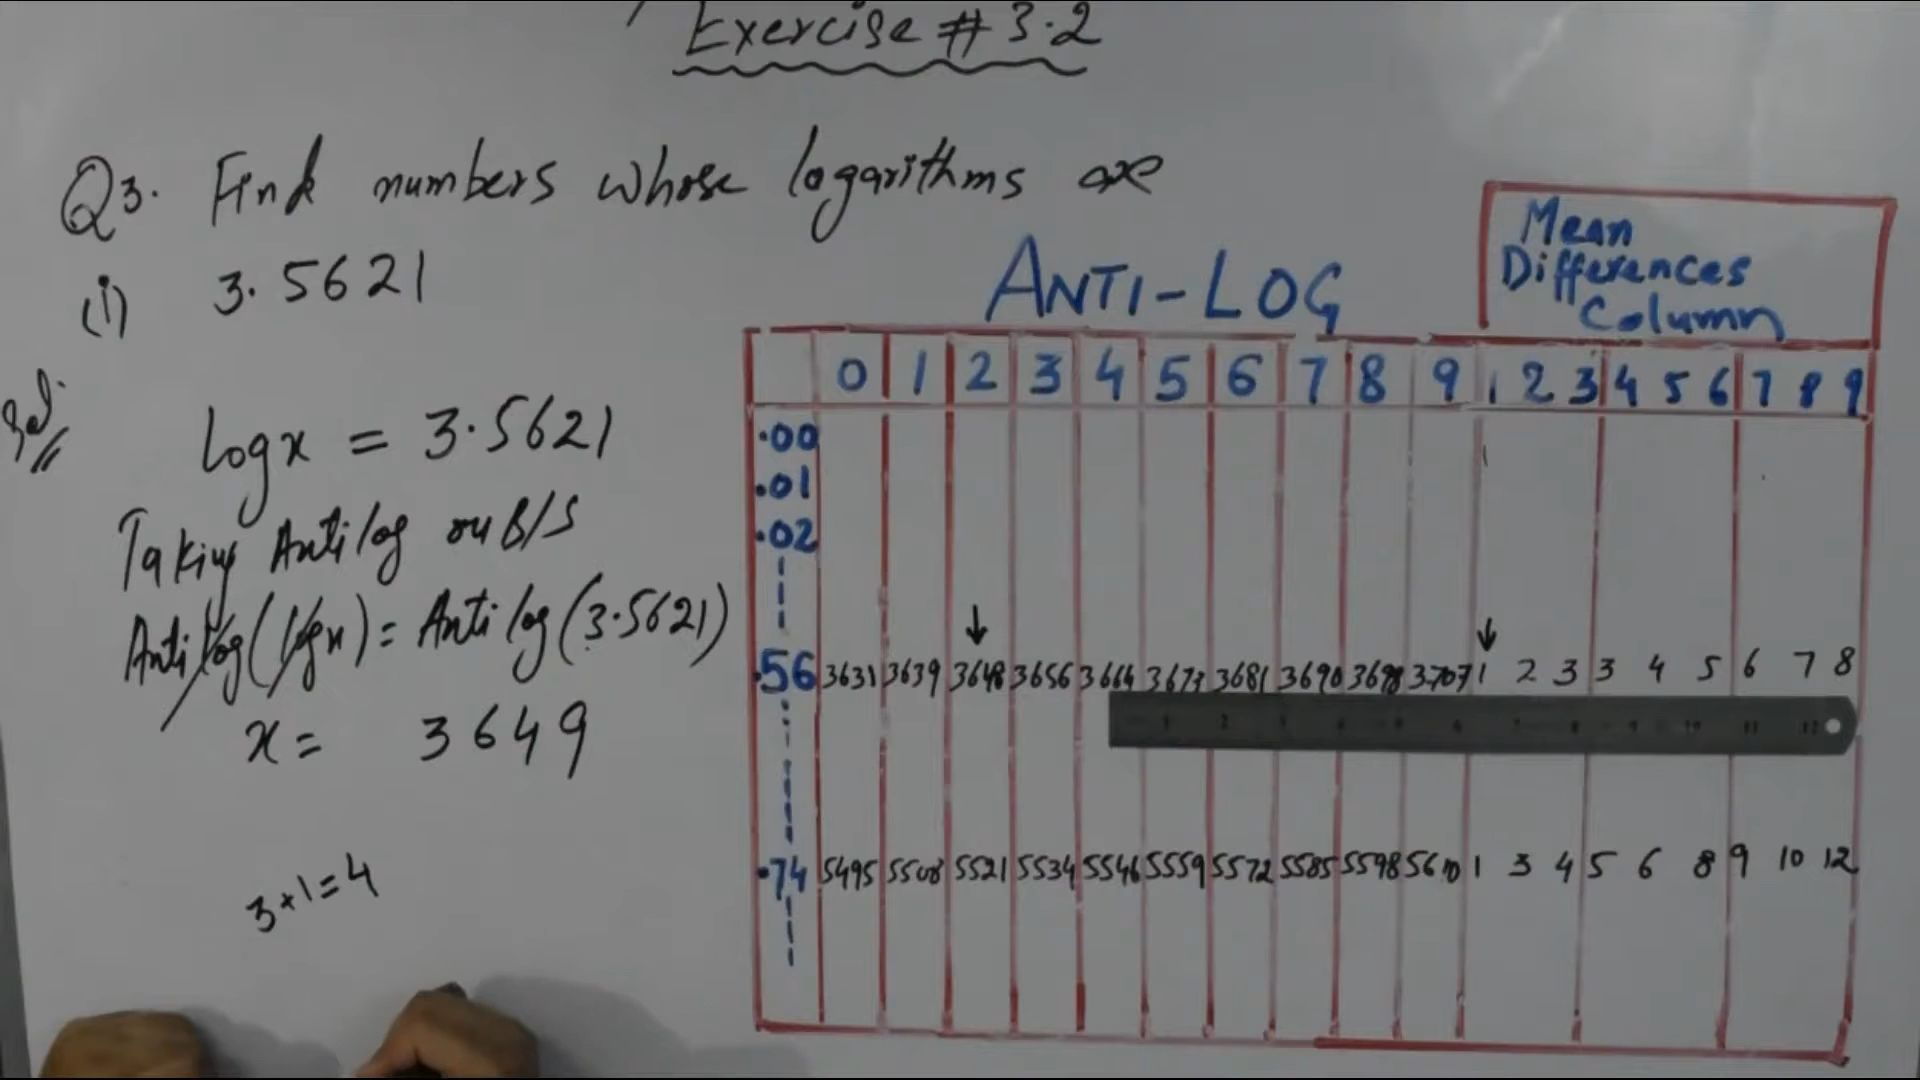 Exercise # 3.2
Q3. Find numbers whose logarithms are
(i) 3.5621
Sol:
log x = 3.5621
Taking Antilog on B/S
Antilog(log x) = Antilog(3.5621)
x = 3649
3+1=4
ANTI-LOG
Mean
Differences
Column
0 1 2 3 4 5 6 7 8 9 1 2 3 4 5 6 7 8 9
.00
.01
.02
.56 3631 3639 3648 3656 3664 3673 3681 3690 3698 3707 1 2 3 3 4 5 6 7 8
.74 5495 5508 5521 5534 5546 5559 5572 5585 5598 5610 1 3 4 5 6 8 9 10 12